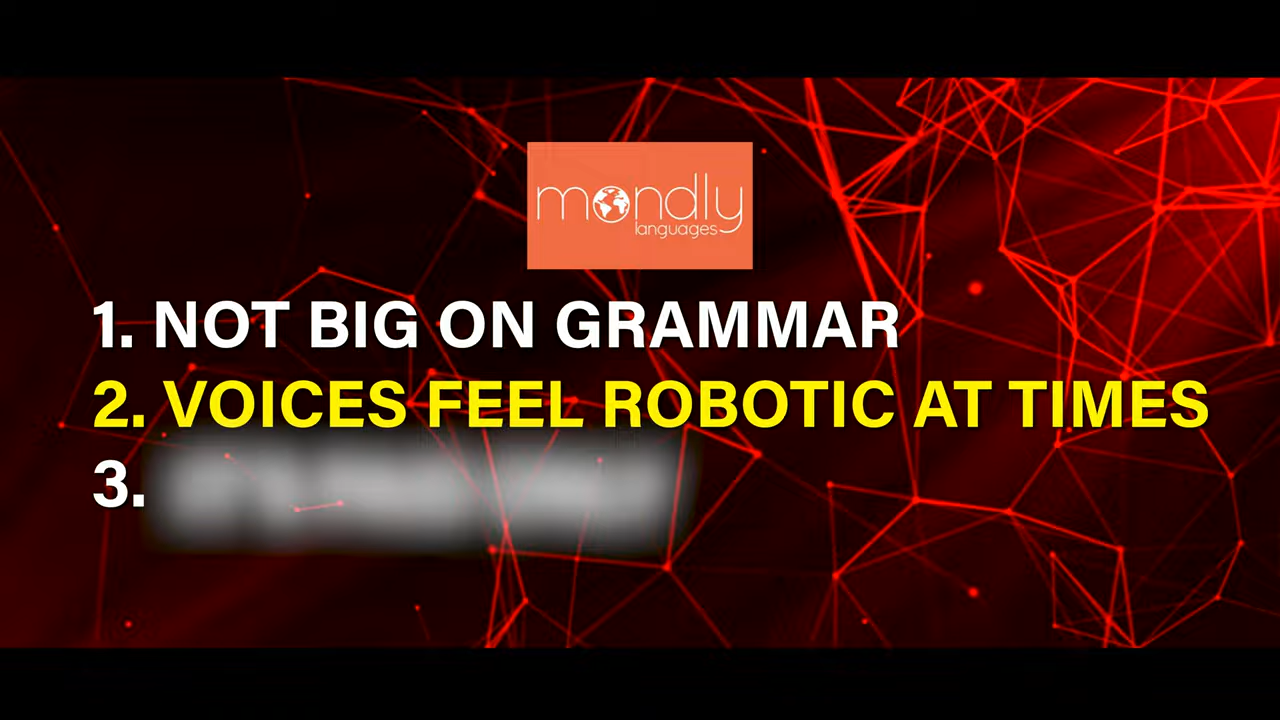 mondly
languages
1. NOT BIG ON GRAMMAR
2. VOICES FEEL ROBOTIC AT TIMES
3.